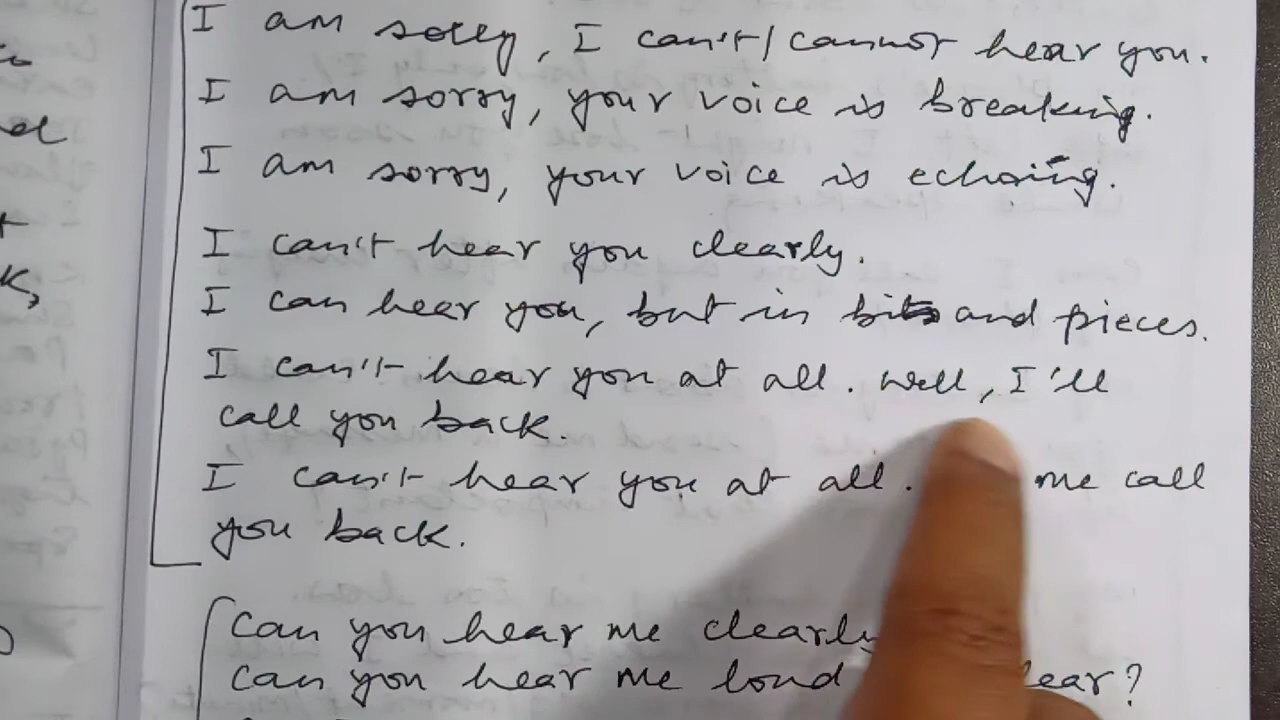 I am sorry, I can't/cannot hear you.
I am sorry, your voice is breaking.
I am sorry, your voice is echoing.
I can't hear you clearly.
I can hear you, but in bits and pieces.
I can't hear you at all. Well, I'll
call you back.
I can't hear you at all. me call
you back.
Can you hear me clearly
Can you hear me loud ear?